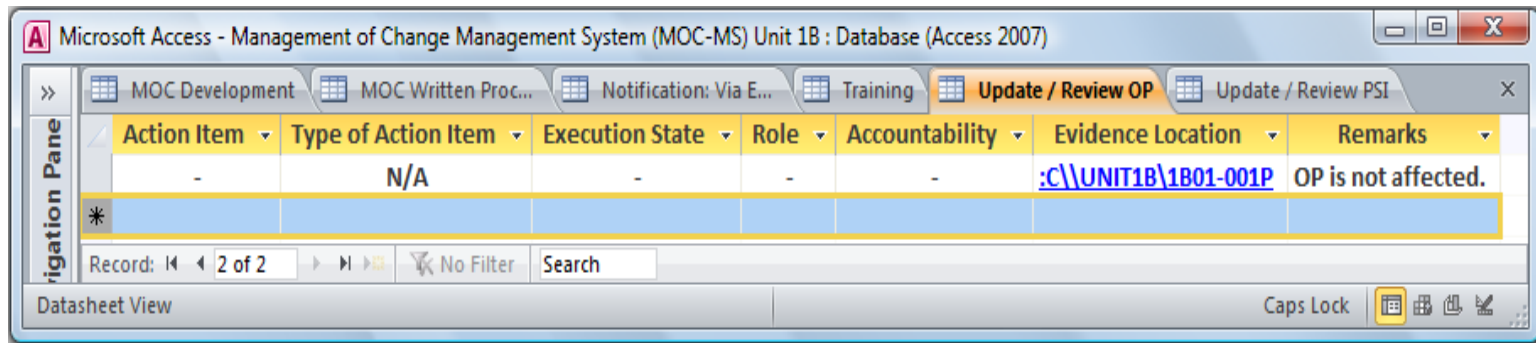 A Microsoft Access - Management of Change Management System (MOC-MS) Unit 1B : Database (Access 2007) X
» MOC Development MOC Written Proc... Notification: Via E... Training Update / Review OP Update / Review PSI ×
rigation Pane
Action Item Type of Action Item Execution State Role Accountability Evidence Location Remarks
- N/A - - - :C\\UNIT1B\1B01-001P OP is not affected.
*
Record: 2 of 2 No Filter Search
Datasheet View Caps Lock